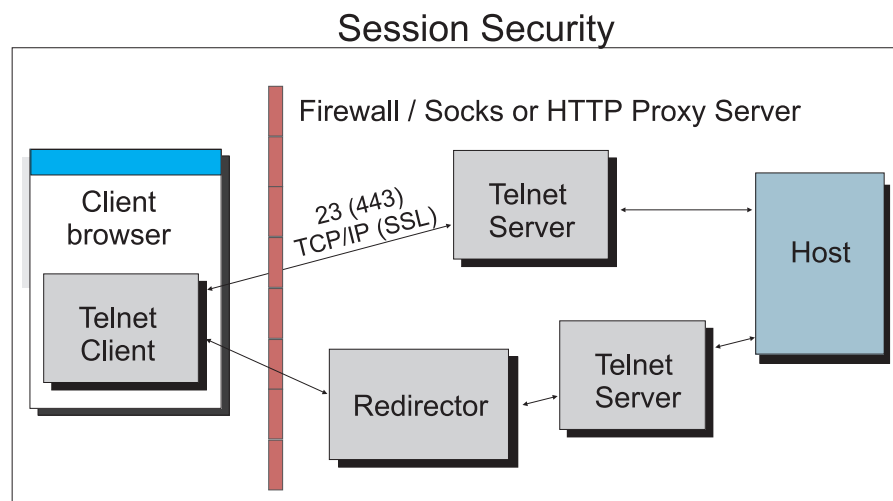 Session Security
Firewall / Socks or HTTP Proxy Server
Client
browser
Telnet
Client
23 (443)
TCP/IP (SSL)
Telnet
Server
Host
Redirector
Telnet
Server